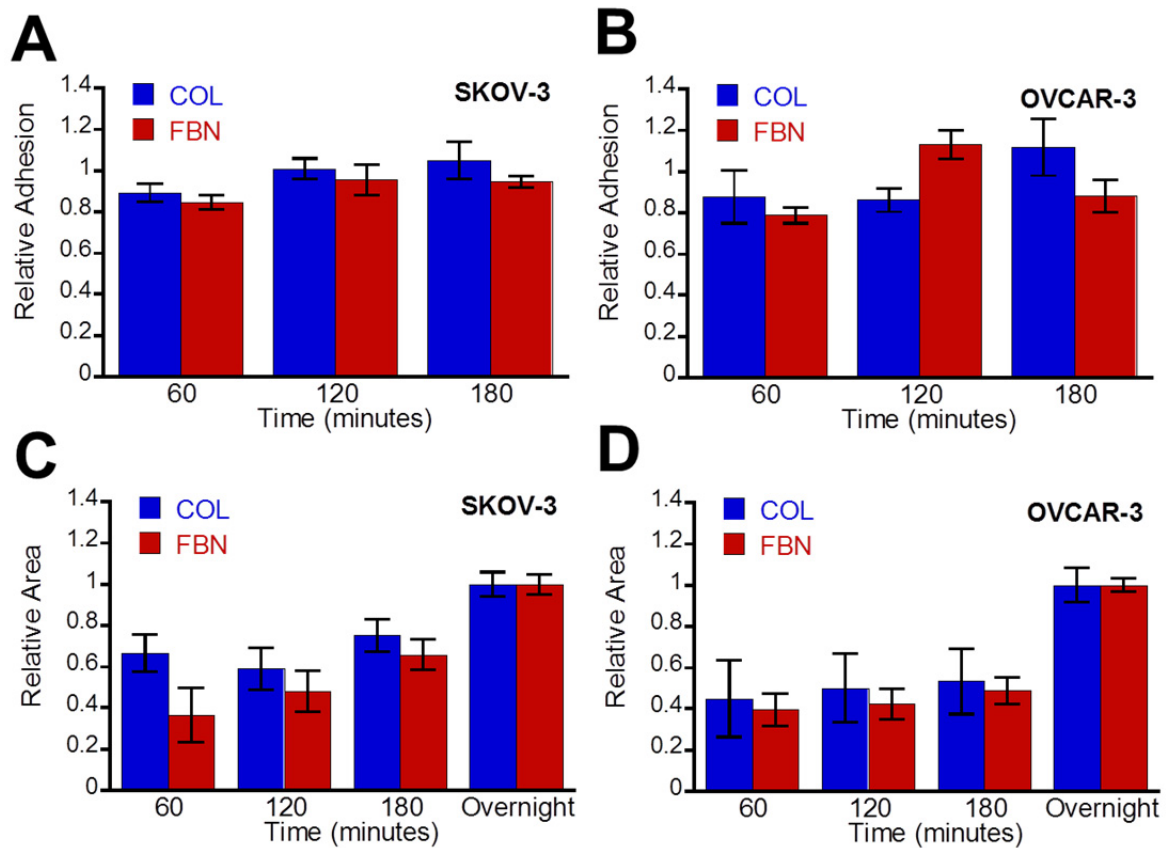 A
Relative Adhesion
1.4
1.2
1
0.8
0.6
0.4
0.2
0
COL
FBN
SKOV-3
60 120 180
Time (minutes)
B
Relative Adhesion
1.4
1.2
1
0.8
0.6
0.4
0.2
0
COL
FBN
OVCAR-3
60 120 180
Time (minutes)
C
Relative Area
1.4
1.2
1
0.8
0.6
0.4
0.2
0
COL
FBN
SKOV-3
60 120 180 Overnight
Time (minutes)
D
Relative Area
1.4
1.2
1
0.8
0.6
0.4
0.2
0
COL
FBN
OVCAR-3
60 120 180 Overnight
Time (minutes)